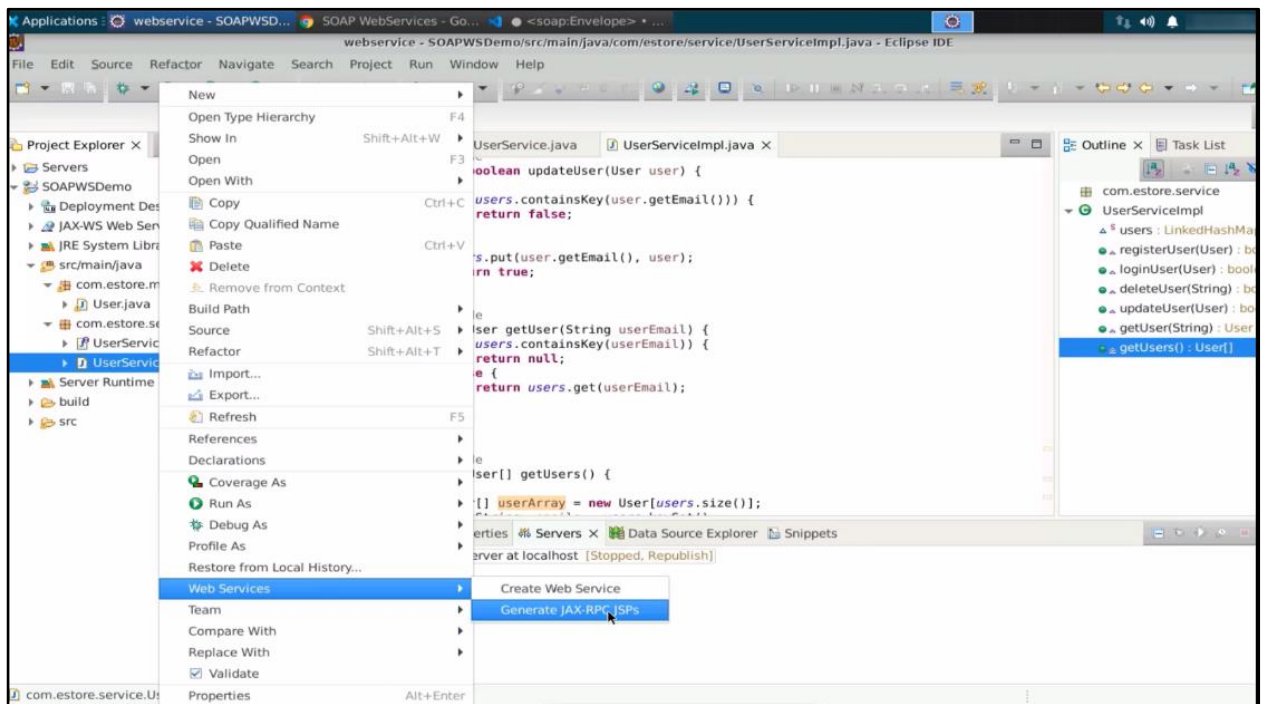 Applications : webservice - SOAPWSD... SOAP WebServices - Go... <soap:Envelope> • ...
webservice - SOAPWSDemo/src/main/java/com/estore/service/UserServiceImpl.java - Eclipse IDE
File Edit Source Refactor Navigate Search Project Run Window Help
Project Explorer ×
Servers
SOAPWSDemo
Deployment Des
JAX-WS Web Serv
JRE System Libra
src/main/java
com.estore.m
User.java
com.estore.se
UserServic
UserServic
Server Runtime
build
src
New
Open Type Hierarchy F4
Show In Shift+Alt+W
Open F3
Open With
Copy Ctrl+C
Copy Qualified Name
Paste Ctrl+V
Delete
Remove from Context
Build Path
Source Shift+Alt+S
Refactor Shift+Alt+T
Import...
Export...
Refresh F5
References
Declarations
Coverage As
Run As
Debug As
Profile As
Restore from Local History...
Web Services
Team
Compare With
Replace With
Validate
Properties Alt+Enter
Create Web Service
Generate JAX-RPC JSPs
UserService.java UserServiceImpl.java ×
boolean updateUser(User user) {
users.containsKey(user.getEmail())) {
return false;
s.put(user.getEmail(), user);
rn true;
User getUser(String userEmail) {
users.containsKey(userEmail)) {
return null;
e {
return users.get(userEmail);
User[] getUsers() {
[] userArray = new User[users.size()];
erties Servers × Data Source Explorer Snippets
erver at localhost [Stopped, Republish]
Outline × Task List
com.estore.service
UserServiceImpl
users : LinkedHashMa
registerUser(User) : bo
loginUser(User) : bool
deleteUser(String) : bo
updateUser(User) : bo
getUser(String) : User
getUsers() : User[]
com.estore.service.Us